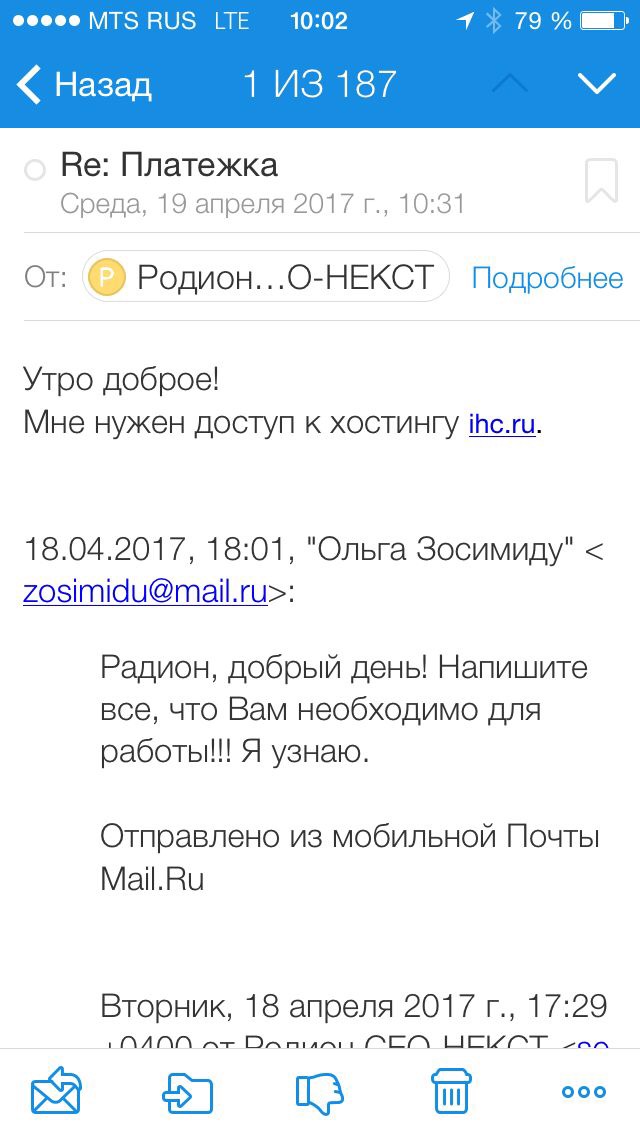 MTS RUS LTE 10:02 79 %
Назад 1 ИЗ 187
Re: Платежка
Среда, 19 апреля 2017 г., 10:31
От: Р Родион...О-НЕКСТ Подробнее
Утро доброе!
Мне нужен доступ к хостингу ihc.ru.
18.04.2017, 18:01, "Ольга Зосимиду" <
zosimidu@mail.ru>:
Радион, добрый день! Напишите
все, что Вам необходимо для
работы!!! Я узнаю.
Отправлено из мобильной Почты
Mail.Ru
Вторник, 18 апреля 2017 г., 17:29
+0400 от Родион СЕО-НЕКСТ <se